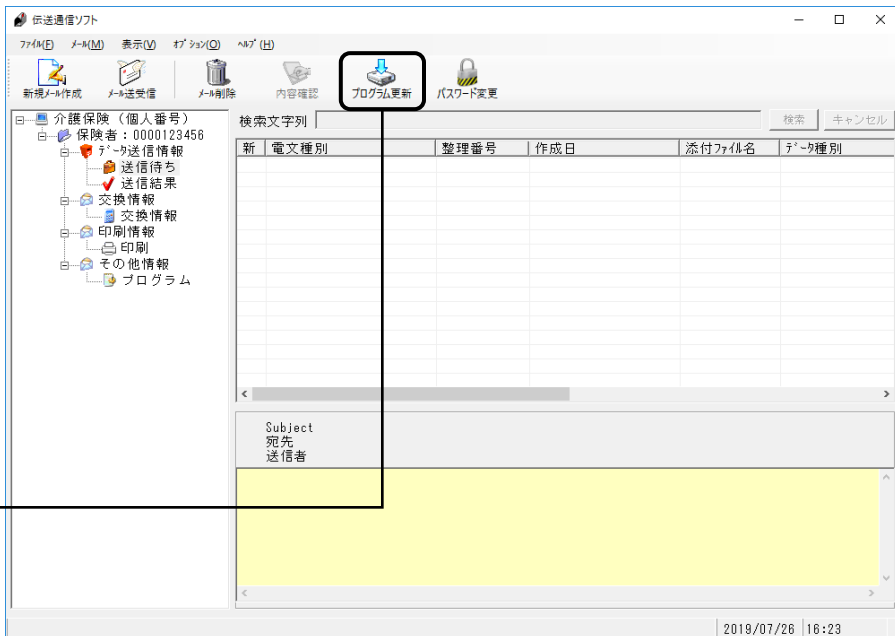 伝送通信ソフト
ファイル(F) メール(M) 表示(V) オプション(O) ヘルプ(H)
新規メール作成 メール送受信 メール削除 内容確認 プログラム更新 パスワード変更
介護保険（個人番号）
保険者：0000123456
データ送信情報
送信待ち
送信結果
交換情報
交換情報
印刷情報
印刷
その他情報
プログラム
検索文字列 検索 キャンセル
新 電文種別 整理番号 作成日 添付ファイル名 データ種別
Subject
宛先
送信者
2019/07/26 16:23